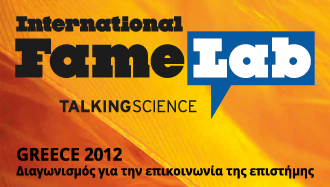 International
FameLab
TALKINGSCIENCE
GREECE 2012
Διαγωνισμός για την επικοινωνία της επιστήμης